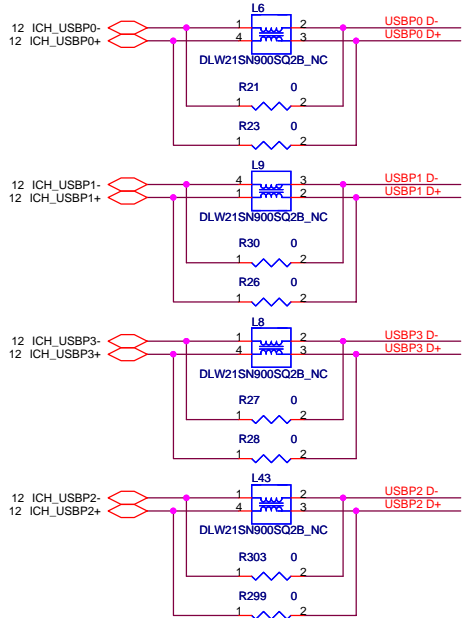 L6
12 ICH_USBP0- 1 2 USBP0 D-
12 ICH_USBP0+ 4 3 USBP0 D+
DLW21SN900SQ2B_NC
R21 0
1 2
R23 0
1 2
L9
12 ICH_USBP1- 4 3 USBP1 D-
12 ICH_USBP1+ 1 2 USBP1 D+
DLW21SN900SQ2B_NC
R30 0
1 2
R26 0
1 2
L8
12 ICH_USBP3- 1 2 USBP3 D-
12 ICH_USBP3+ 4 3 USBP3 D+
DLW21SN900SQ2B_NC
R27 0
1 2
R28 0
1 2
L43
12 ICH_USBP2- 1 2 USBP2 D-
12 ICH_USBP2+ 4 3 USBP2 D+
DLW21SN900SQ2B_NC
R303 0
1 2
R299 0
1 2